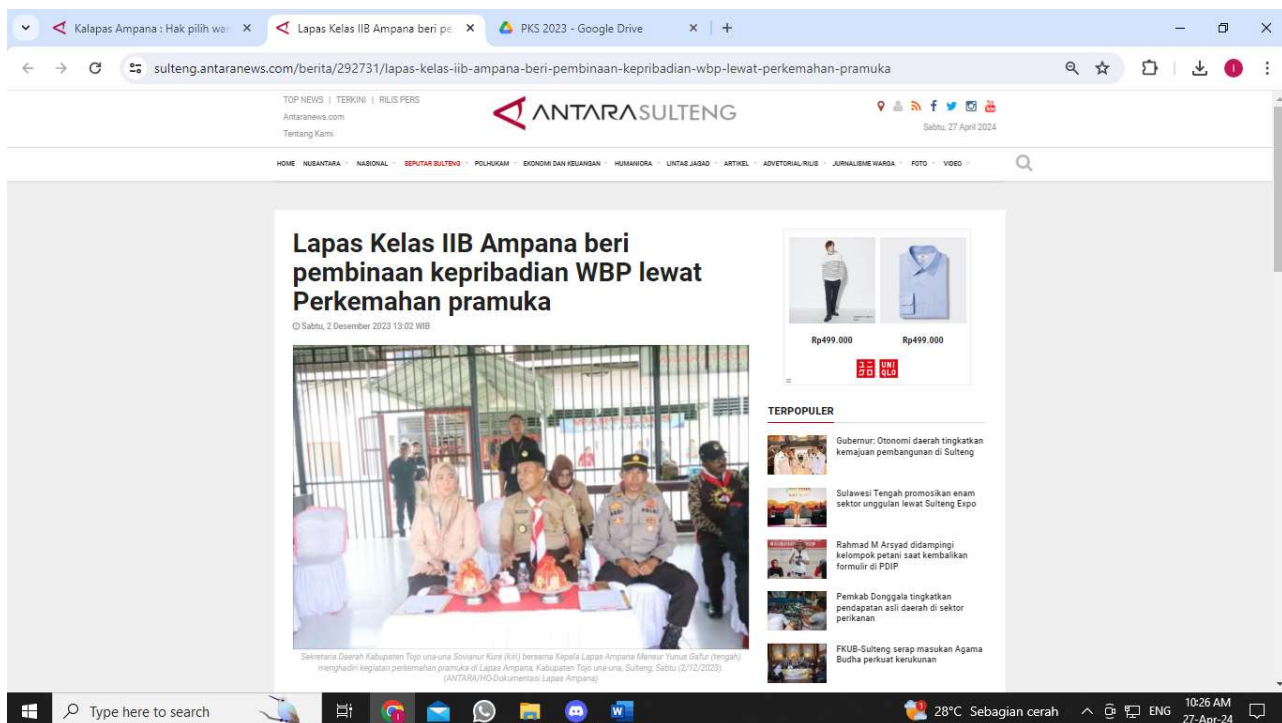 Kalapas Ampana : Hak pilih war
Lapas Kelas IIB Ampana beri pe
PKS 2023 - Google Drive
sulteng.antaranews.com/berita/292731/lapas-kelas-iib-ampana-beri-pembinaan-kepribadian-wbp-lewat-perkemahan-pramuka
TOP NEWS | TERKINI | RILIS PERS
Antaranews.com
Tentang Kami
ANTARASULTENG
Sabtu, 27 April 2024
HOME NUSANTARA NASIONAL SEPUTAR SULTENG POLHUKAM EKONOMI DAN KEUANGAN HUMANIORA LINTAS JAGAD ARTIKEL ADVETORIAL/RILIS JURNALISME WARGA FOTO VIDEO
Lapas Kelas IIB Ampana beri
pembinaan kepribadian WBP lewat
Perkemahan pramuka
Sabtu, 2 Desember 2023 13:02 WIB
Sekretaris Daerah Kabupaten Tojo una-una Sovianur Kure (kiri) bersama Kepala Lapas Ampana Mansur Yunus Gafur (tengah)
menghadiri kegiatan perkemahan pramuka di Lapas Ampana, Kabupaten Tojo una-una, Sulteng, Sabtu (2/12/2023).
(ANTARA/HO-Dokumentasi Lapas Ampana)
Rp499.000 Rp499.000
UNI
QLO
TERPOPULER
Gubernur: Otonomi daerah tingkatkan
kemajuan pembangunan di Sulteng
Sulawesi Tengah promosikan enam
sektor unggulan lewat Sulteng Expo
Rahmad M Arsyad didampingi
kelompok petani saat kembalikan
formulir di PDIP
Pemkab Donggala tingkatkan
pendapatan asli daerah di sektor
perikanan
FKUB-Sulteng serap masukan Agama
Budha perkuat kerukunan
Type here to search
28°C Sebagian cerah
ENG
10:26 AM
27-Apr-24